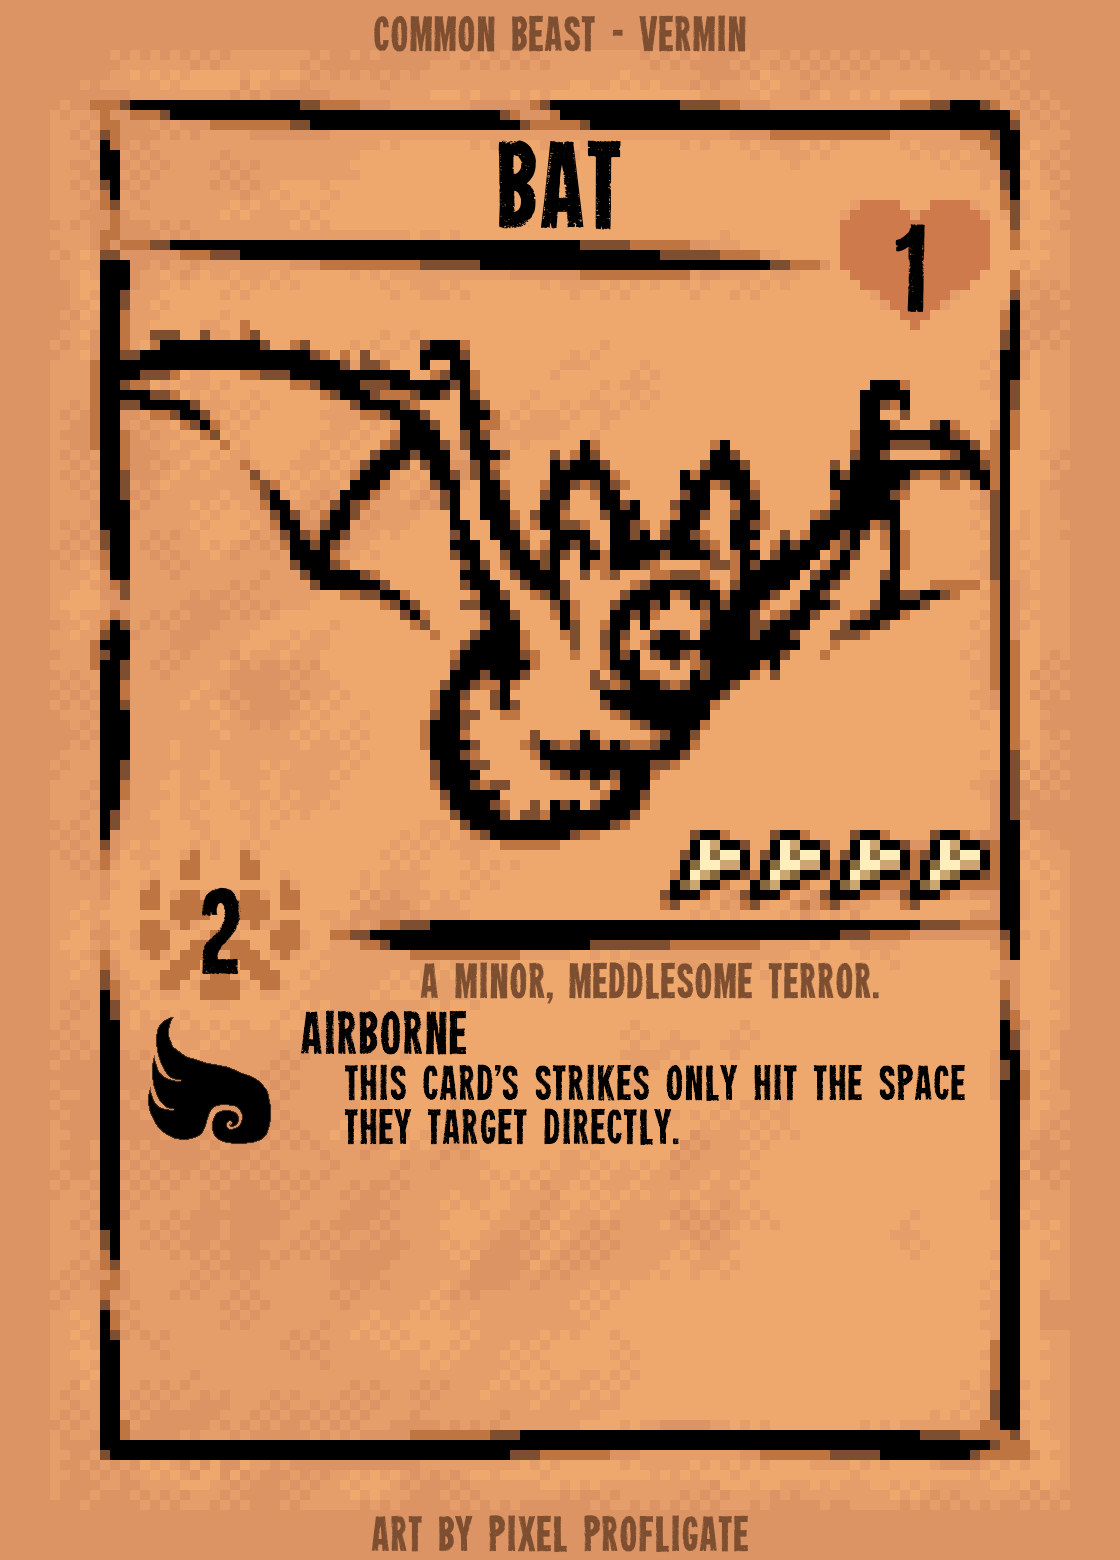 COMMON BEAST - VERMIN
BAT
1
2
A MINOR, MEDDLESOME TERROR.
AIRBORNE
THIS CARD'S STRIKES ONLY HIT THE SPACE
THEY TARGET DIRECTLY.
ART BY PIXEL PROFLIGATE